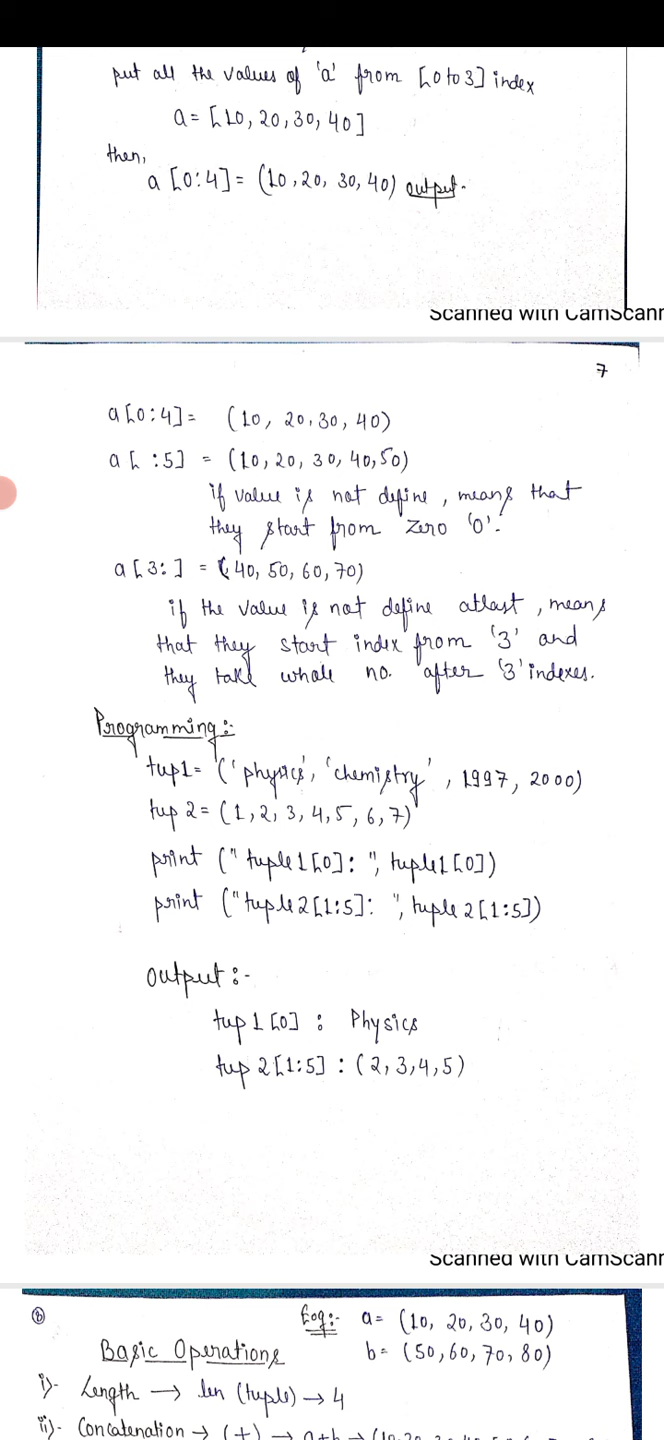 put all the values of 'a' from [0 to 3] index
a = [10, 20, 30, 40]
then,
a [0:4] = (10, 20, 30, 40) output.
Scanned with CamScann
7
a[0:4] = (10, 20, 30, 40)
a[ :5] = (10, 20, 30, 40, 50)
if value is not define, means that
they start from zero '0'.
a[3: ] = (40, 50, 60, 70)
if the value is not define atlast, means
that they start index from '3' and
they take whole no. after '3' indexes.
Programming :-
tup1 = ('physics', 'chemistry', 1997, 2000)
tup 2 = (1, 2, 3, 4, 5, 6, 7)
print (" tuple1[0]: ", tuple1[0])
print ("tuple2[1:5]: ", tuple2[1:5])
output :-
tup 1 [0] : Physics
tup 2[1:5] : (2, 3, 4, 5)
Scanned with CamScann
8
Eog:- a = (10, 20, 30, 40)
b = (50, 60, 70, 80)
Basic Operations
i)- Length → len (tuple) → 4
ii)- Concatenation → (+) → a+b → (10, 20, 30, 40, 50, 6